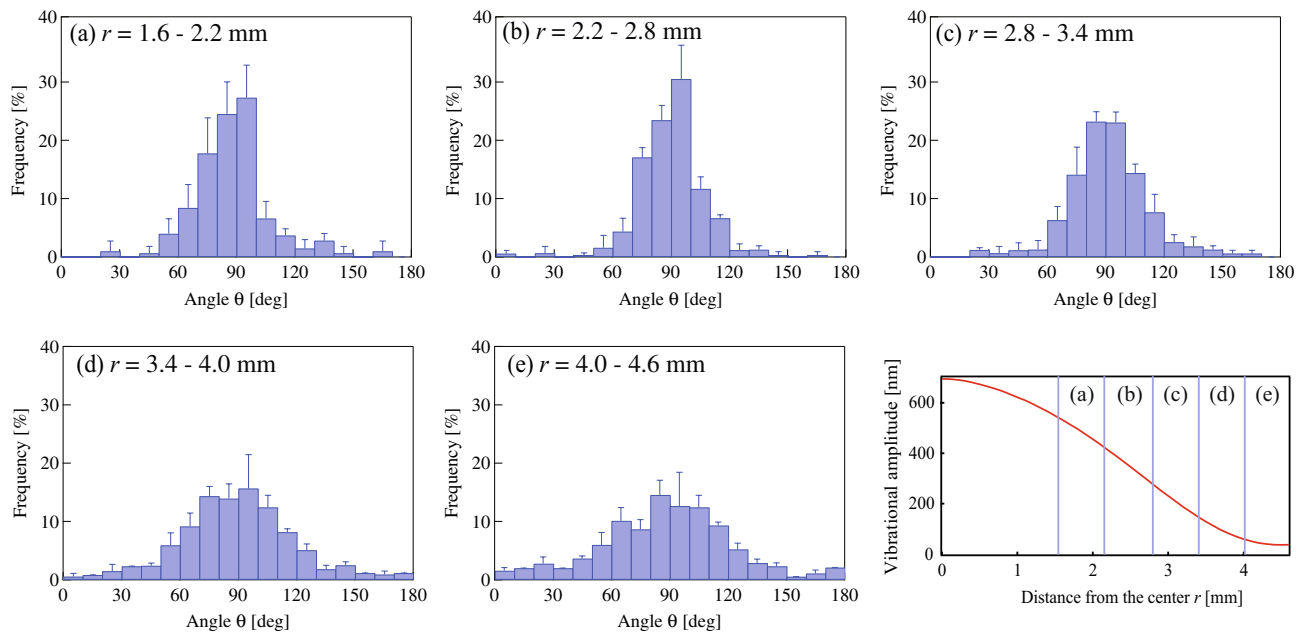 (a) r = 1.6 - 2.2 mm
40
30
20
10
0
Frequency [%]
0 30 60 90 120 150 180
Angle θ [deg]
(b) r = 2.2 - 2.8 mm
40
30
20
10
0
Frequency [%]
0 30 60 90 120 150 180
Angle θ [deg]
(c) r = 2.8 - 3.4 mm
40
30
20
10
0
Frequency [%]
0 30 60 90 120 150 180
Angle θ [deg]
(d) r = 3.4 - 4.0 mm
40
30
20
10
0
Frequency [%]
0 30 60 90 120 150 180
Angle θ [deg]
(e) r = 4.0 - 4.6 mm
40
30
20
10
0
Frequency [%]
0 30 60 90 120 150 180
Angle θ [deg]
(a) (b) (c) (d) (e)
600
400
200
0
Vibrational amplitude [nm]
0 1 2 3 4
Distance from the center r [mm]